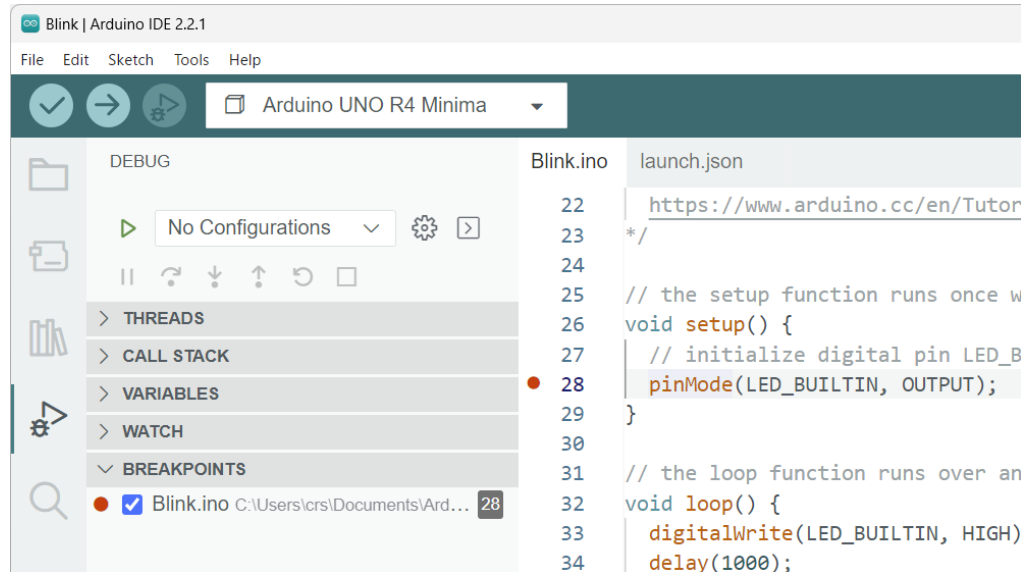 Blink | Arduino IDE 2.2.1
File Edit Sketch Tools Help
Arduino UNO R4 Minima
DEBUG
No Configurations
THREADS
CALL STACK
VARIABLES
WATCH
BREAKPOINTS
Blink.ino C:\Users\crs\Documents\Ard... 28
Blink.ino launch.json
22 https://www.arduino.cc/en/Tutor
23 */
24
25 // the setup function runs once w
26 void setup() {
27 // initialize digital pin LED_B
28 pinMode(LED_BUILTIN, OUTPUT);
29 }
30
31 // the loop function runs over an
32 void loop() {
33 digitalWrite(LED_BUILTIN, HIGH)
34 delay(1000);